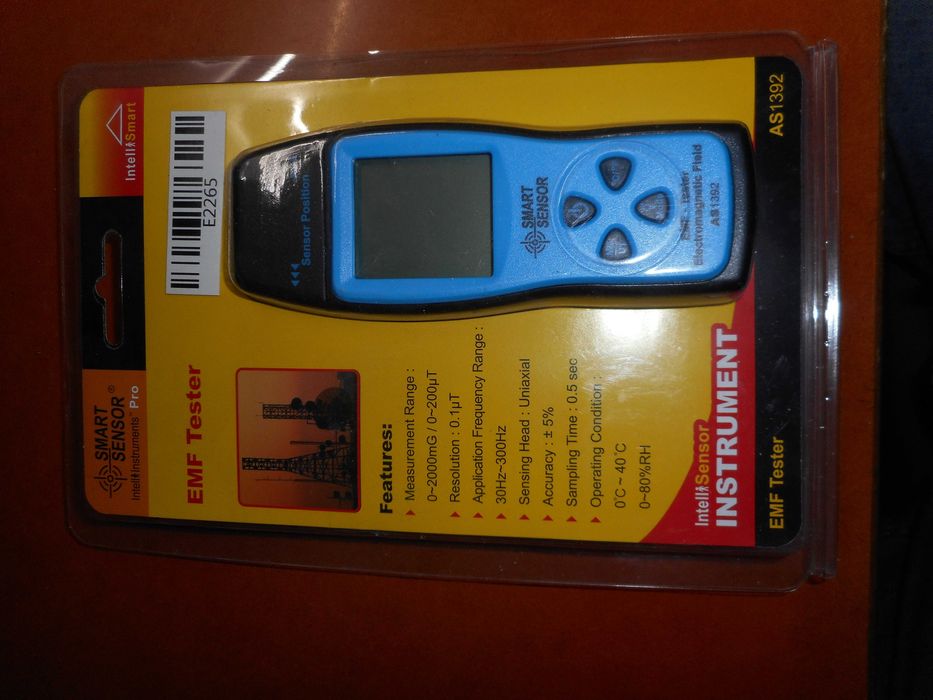 SMART
SENSOR®
IntelliInstruments™ Pro
IntelliSmart
E2265
EMF Tester
Sensor Position
SMART
SENSOR
EMF Tester
Electromagnetic Field
AS1392
Features:
Measurement Range :
0~2000mG / 0~200µT
Resolution : 0.1µT
Application Frequency Range :
30Hz~300Hz
Sensing Head : Uniaxial
Accuracy : ± 5%
Sampling Time : 0.5 sec
Operating Condition :
0℃ ~ 40℃
0~80%RH
IntelliSensor
INSTRUMENT
EMF Tester
AS1392